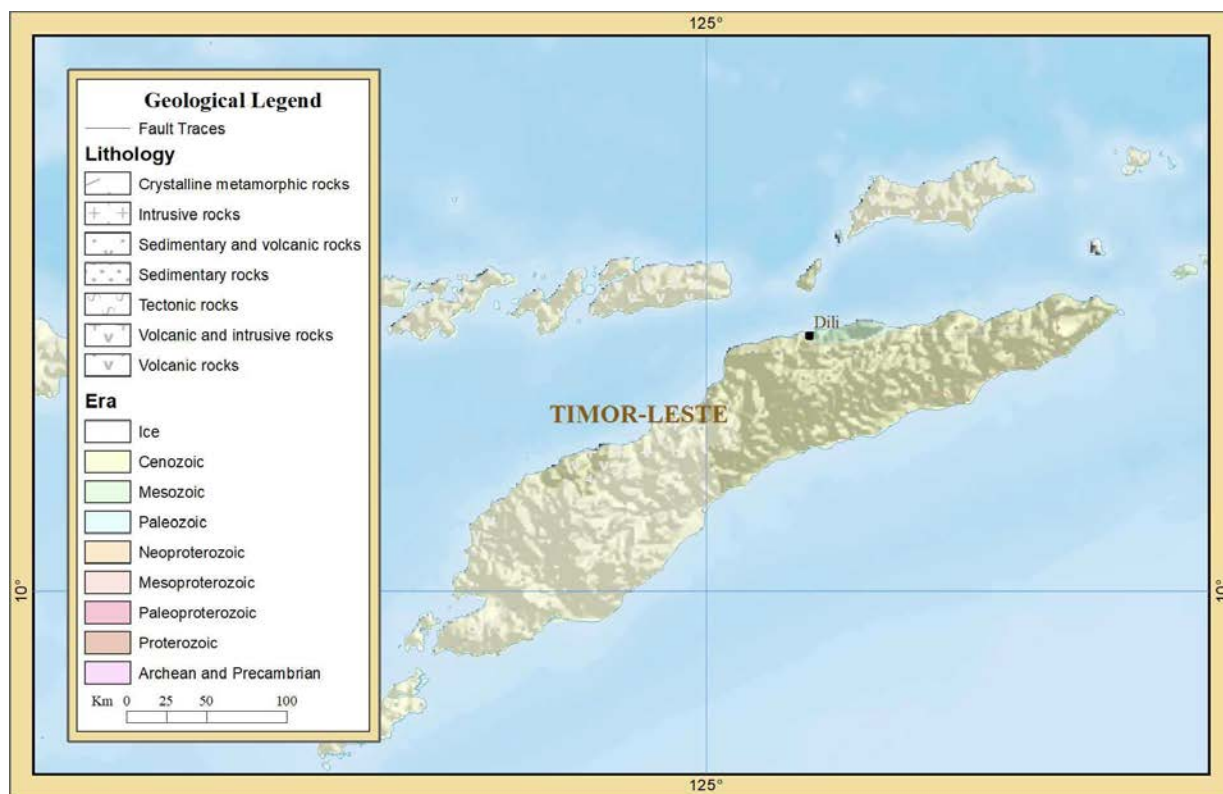 125°
Geological Legend
Fault Traces
Lithology
Crystalline metamorphic rocks
Intrusive rocks
Sedimentary and volcanic rocks
Sedimentary rocks
Tectonic rocks
Volcanic and intrusive rocks
Volcanic rocks
Era
Ice
Cenozoic
Mesozoic
Paleozoic
Neoproterozoic
Mesoproterozoic
Paleoproterozoic
Proterozoic
Archean and Precambrian
Km 0 25 50 100
Dili
TIMOR-LESTE
10°
10°
125°